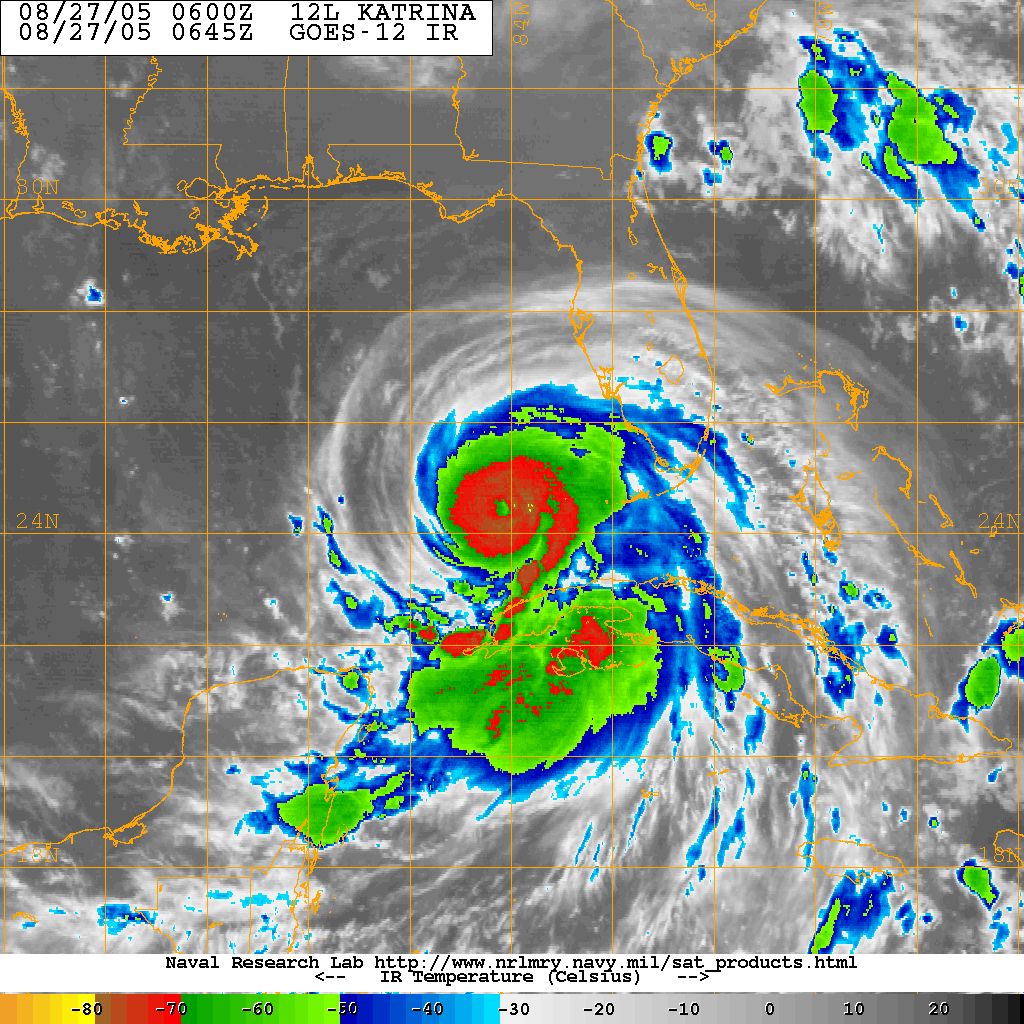 08/27/05 0600Z 12L KATRINA
08/27/05 0645Z GOES-12 IR
84W
30N
30N
24N
24N
18N
18N
Naval Research Lab http://www.nrlmry.navy.mil/sat_products.html
<-- IR Temperature (Celsius) -->
-80 -70 -60 -50 -40 -30 -20 -10 0 10 20